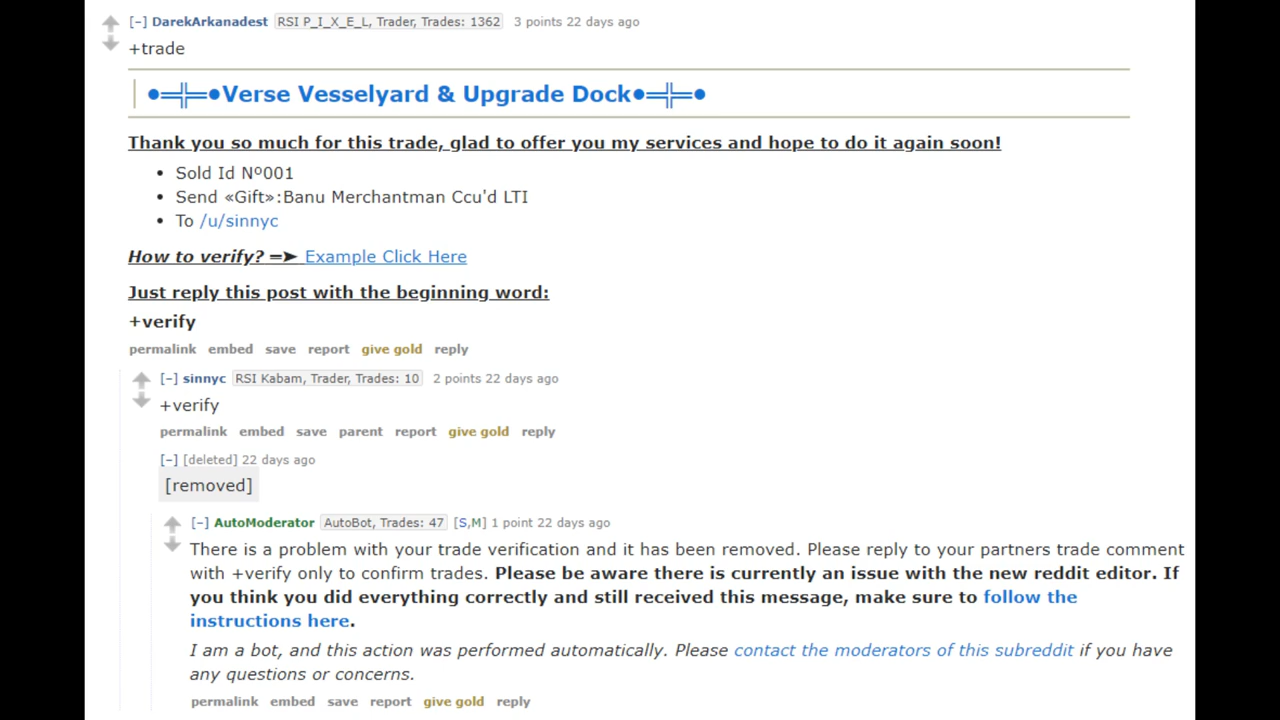 [–] DarekArkanadest RSI P_I_X_E_L, Trader, Trades: 1362 3 points 22 days ago
+trade
●═╬═●Verse Vesselyard & Upgrade Dock●═╬═●
Thank you so much for this trade, glad to offer you my services and hope to do it again soon!
• Sold Id Nº001
• Send «Gift»:Banu Merchantman Ccu'd LTI
• To /u/sinnyc
How to verify? ═➤ Example Click Here
Just reply this post with the beginning word:
+verify
permalink embed save report give gold reply
[–] sinnyc RSI Kabam, Trader, Trades: 10 2 points 22 days ago
+verify
permalink embed save parent report give gold reply
[–] [deleted] 22 days ago
[removed]
[–] AutoModerator AutoBot, Trades: 47 [S,M] 1 point 22 days ago
There is a problem with your trade verification and it has been removed. Please reply to your partners trade comment
with +verify only to confirm trades. Please be aware there is currently an issue with the new reddit editor. If
you think you did everything correctly and still received this message, make sure to follow the
instructions here.
I am a bot, and this action was performed automatically. Please contact the moderators of this subreddit if you have
any questions or concerns.
permalink embed save report give gold reply